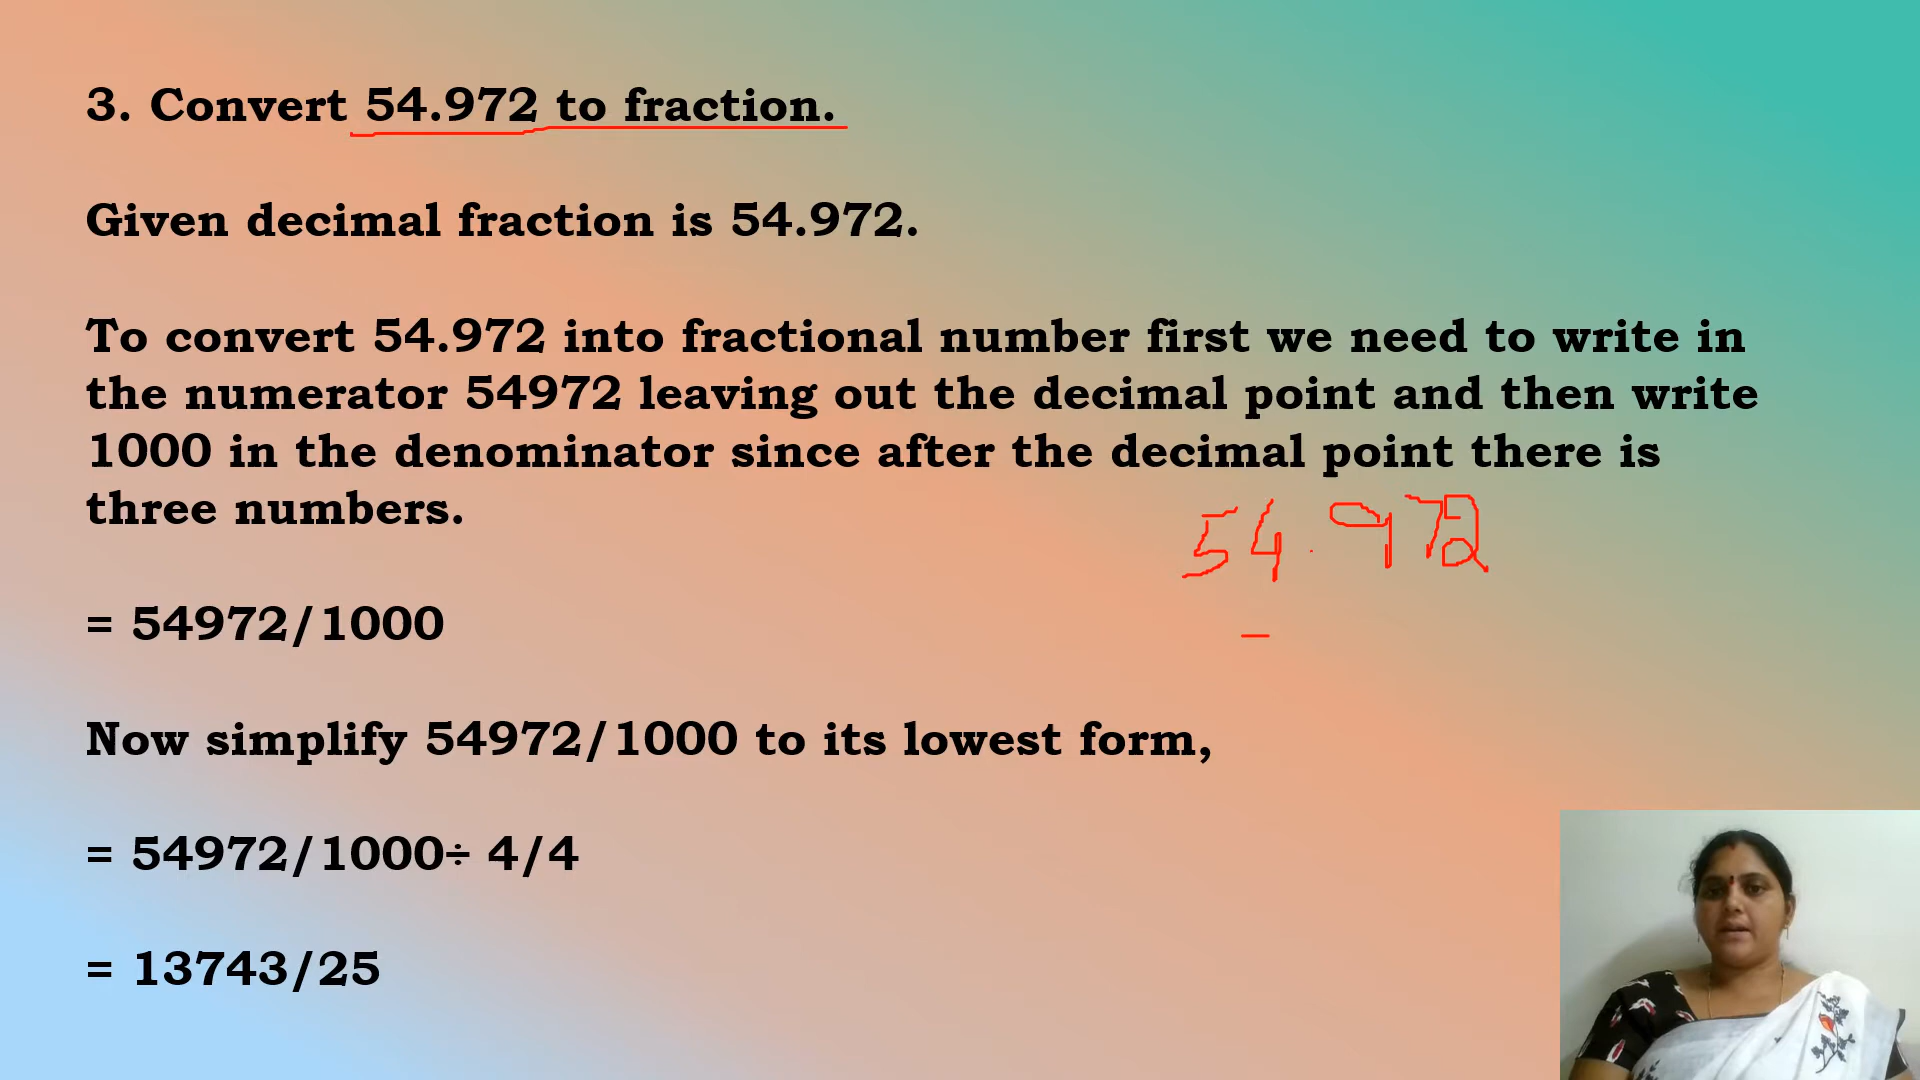 3. Convert 54.972 to fraction.
Given decimal fraction is 54.972.
To convert 54.972 into fractional number first we need to write in
the numerator 54972 leaving out the decimal point and then write
1000 in the denominator since after the decimal point there is
three numbers.
54.972
= 54972/1000
Now simplify 54972/1000 to its lowest form,
= 54972/1000÷ 4/4
= 13743/25